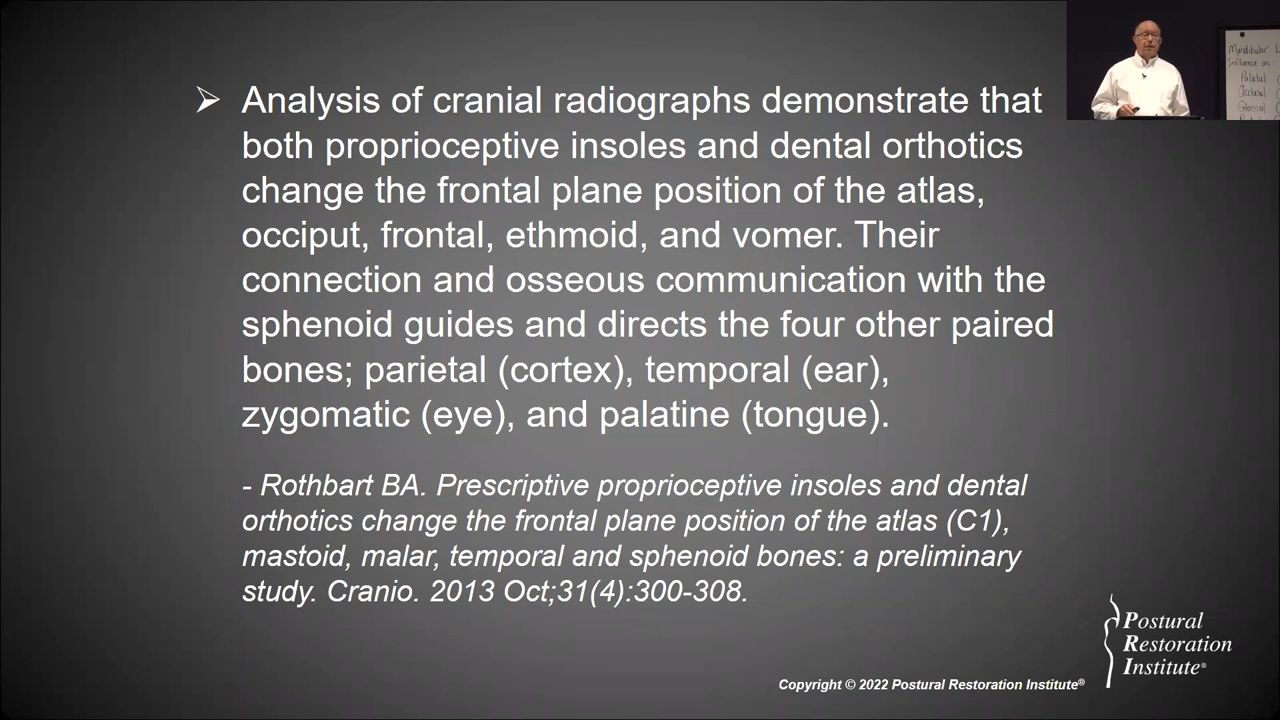 ➢ Analysis of cranial radiographs demonstrate that
both proprioceptive insoles and dental orthotics
change the frontal plane position of the atlas,
occiput, frontal, ethmoid, and vomer. Their
connection and osseous communication with the
sphenoid guides and directs the four other paired
bones; parietal (cortex), temporal (ear),
zygomatic (eye), and palatine (tongue).
- Rothbart BA. Prescriptive proprioceptive insoles and dental
orthotics change the frontal plane position of the atlas (C1),
mastoid, malar, temporal and sphenoid bones: a preliminary
study. Cranio. 2013 Oct;31(4):300-308.
Mandibular
Influence on
Palatal
Occlusal
Glossal
Postural
Restoration
Institute®
Copyright © 2022 Postural Restoration Institute®